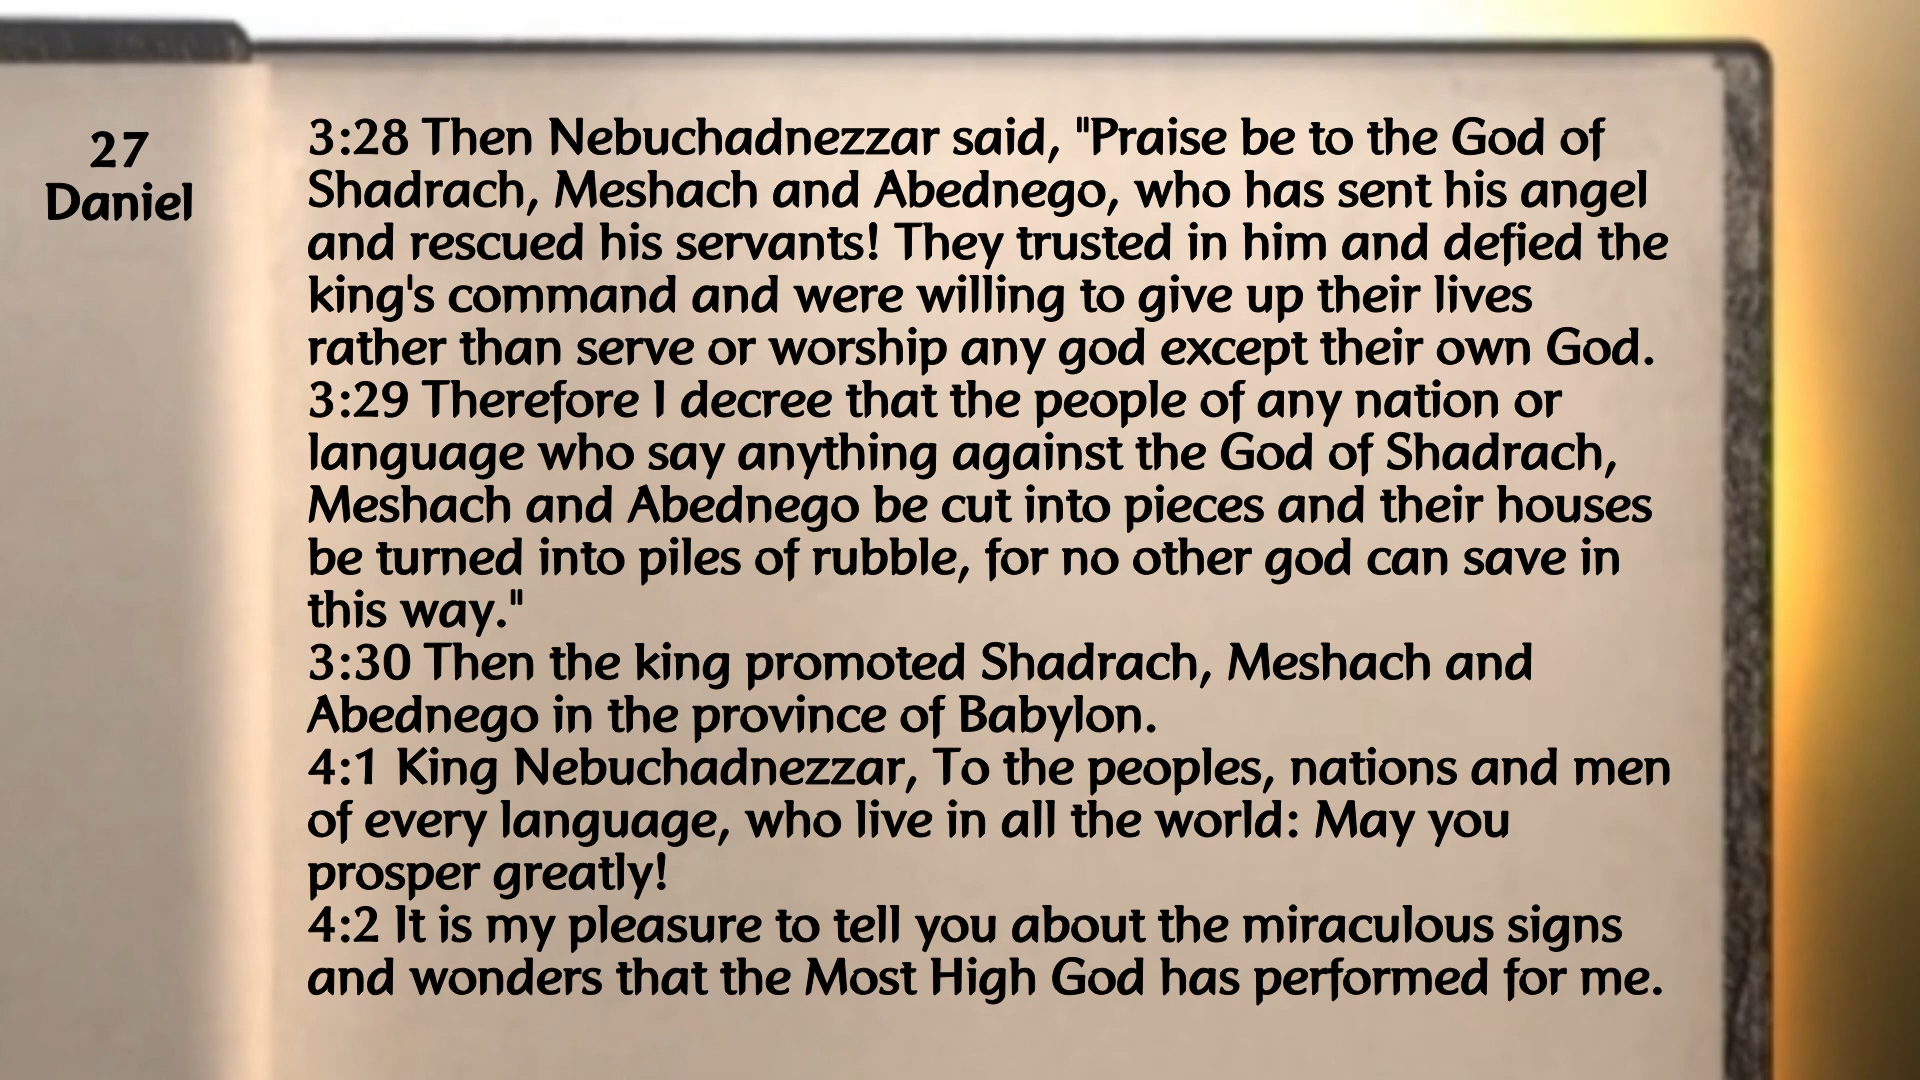 27
Daniel
3:28 Then Nebuchadnezzar said, "Praise be to the God of
Shadrach, Meshach and Abednego, who has sent his angel
and rescued his servants! They trusted in him and defied the
king's command and were willing to give up their lives
rather than serve or worship any god except their own God.
3:29 Therefore I decree that the people of any nation or
language who say anything against the God of Shadrach,
Meshach and Abednego be cut into pieces and their houses
be turned into piles of rubble, for no other god can save in
this way."
3:30 Then the king promoted Shadrach, Meshach and
Abednego in the province of Babylon.
4:1 King Nebuchadnezzar, To the peoples, nations and men
of every language, who live in all the world: May you
prosper greatly!
4:2 It is my pleasure to tell you about the miraculous signs
and wonders that the Most High God has performed for me.